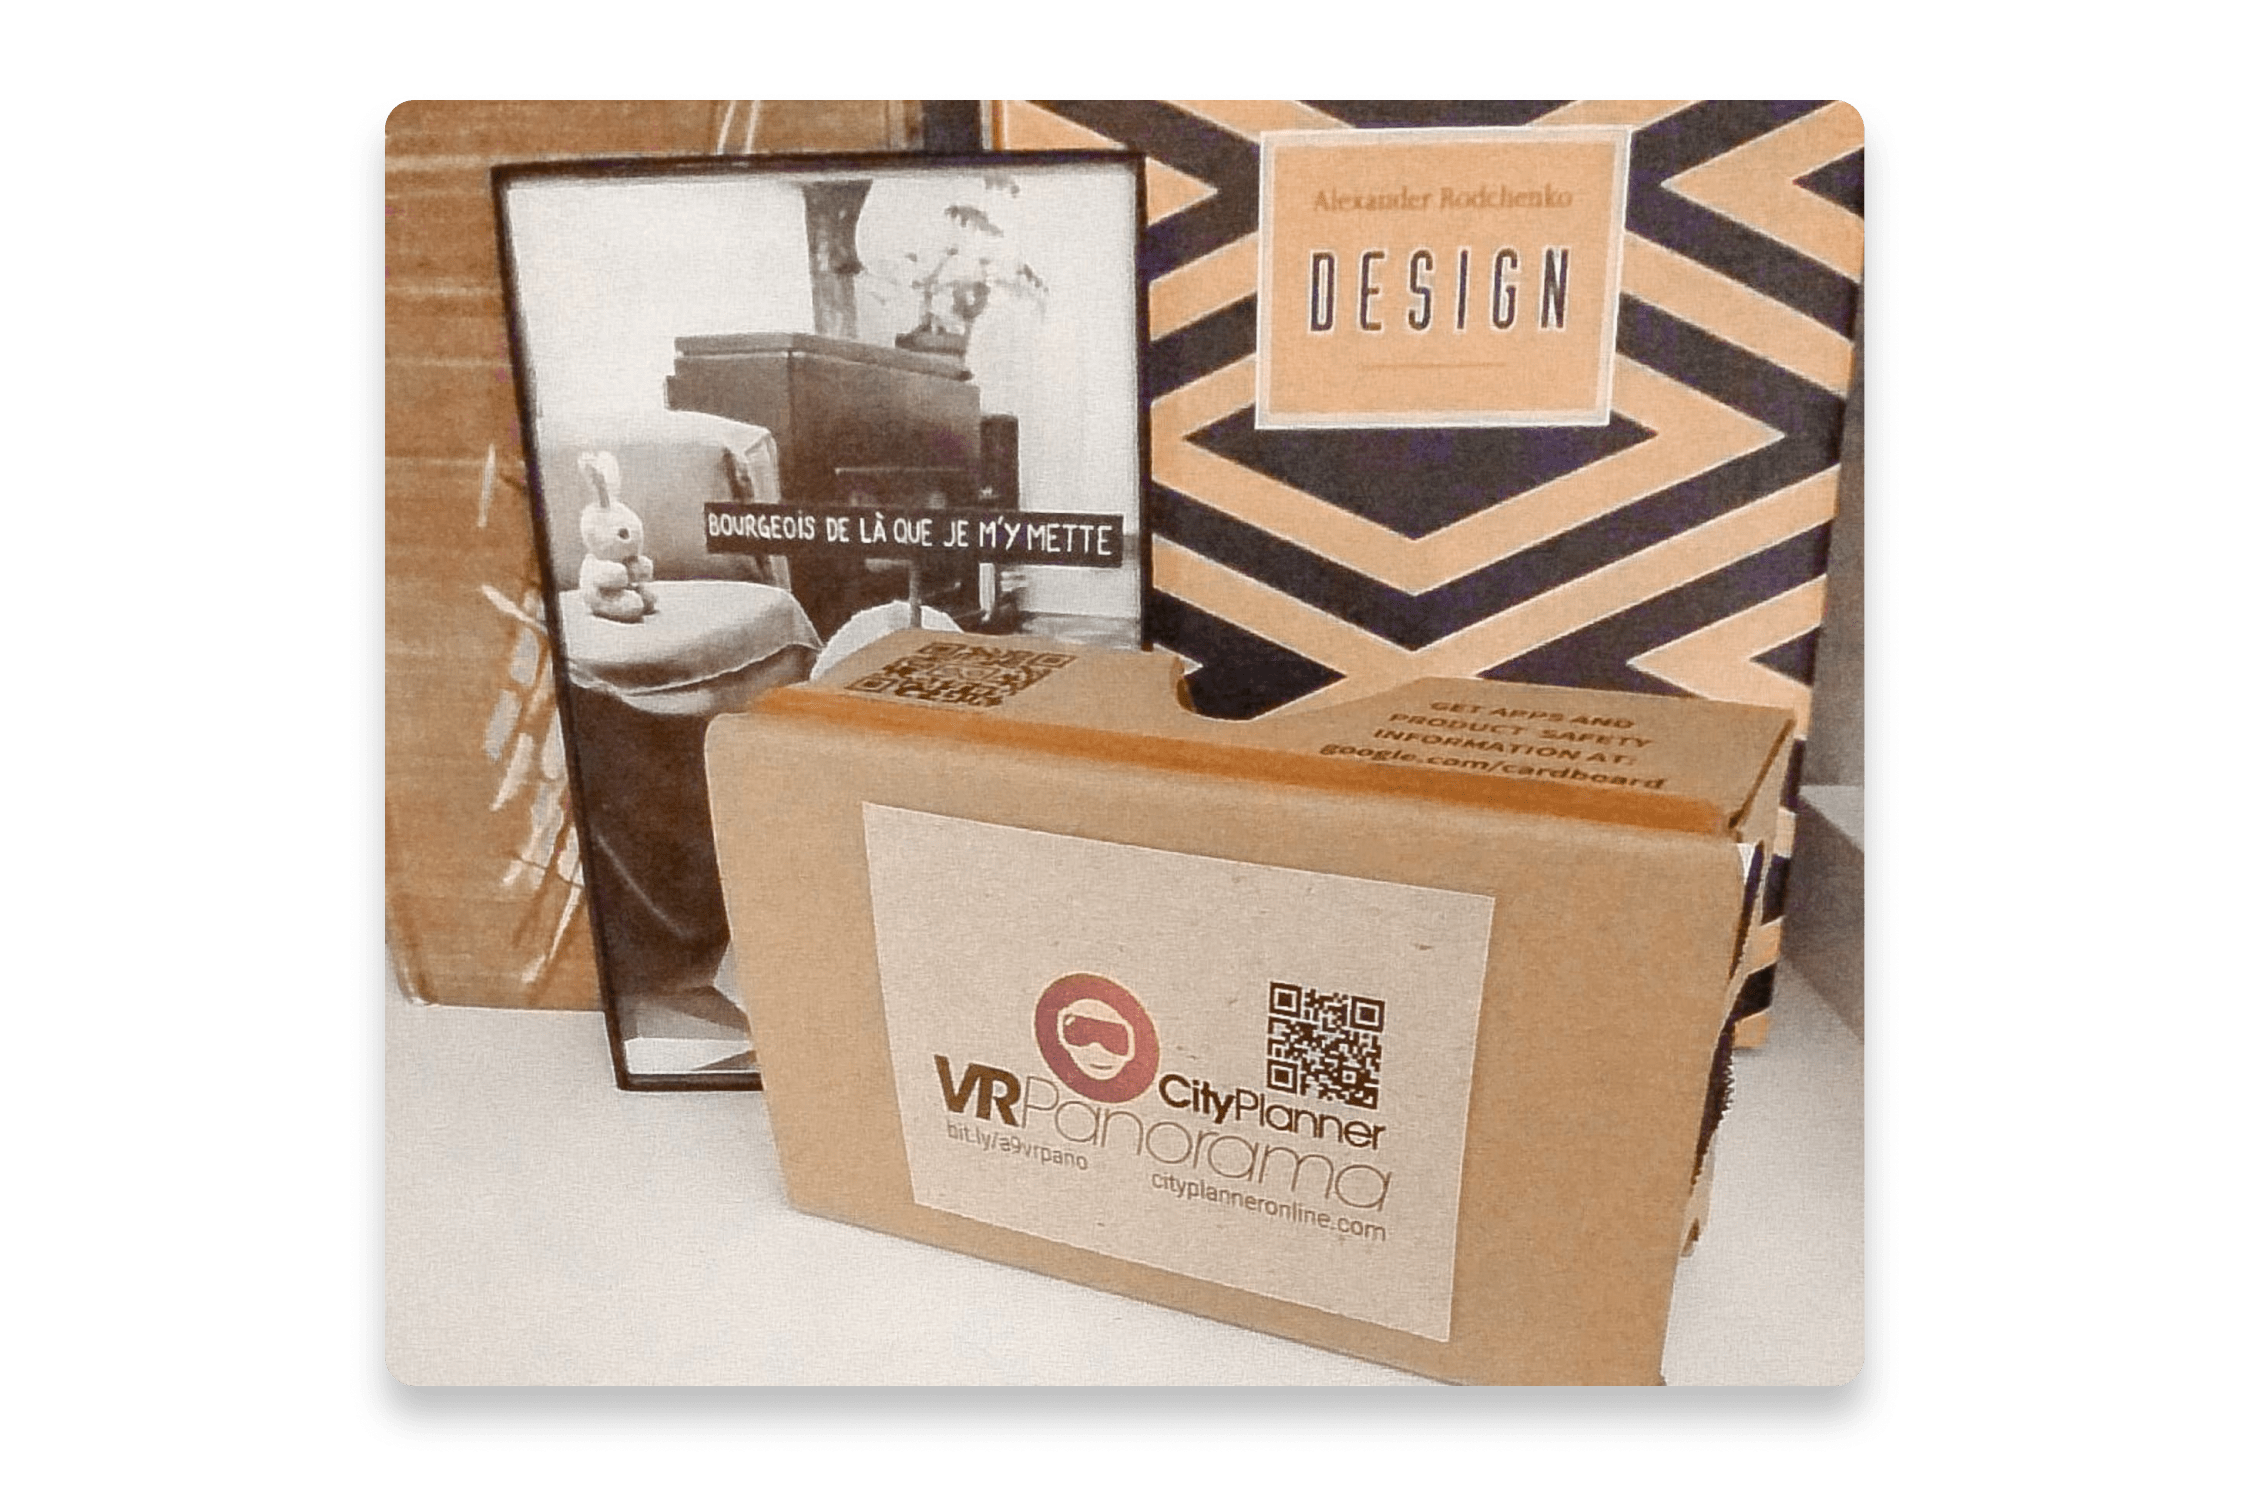 Alexander Rodchenko
DESIGN
BOURGEOIS DE LÀ QUE JE M'Y METTE
GET APPS AND
PRODUCT SAFETY
INFORMATION AT:
google.com/cardboard
CityPlanner
VRPanorama
bit.ly/a9vrpano
cityplanneronline.com